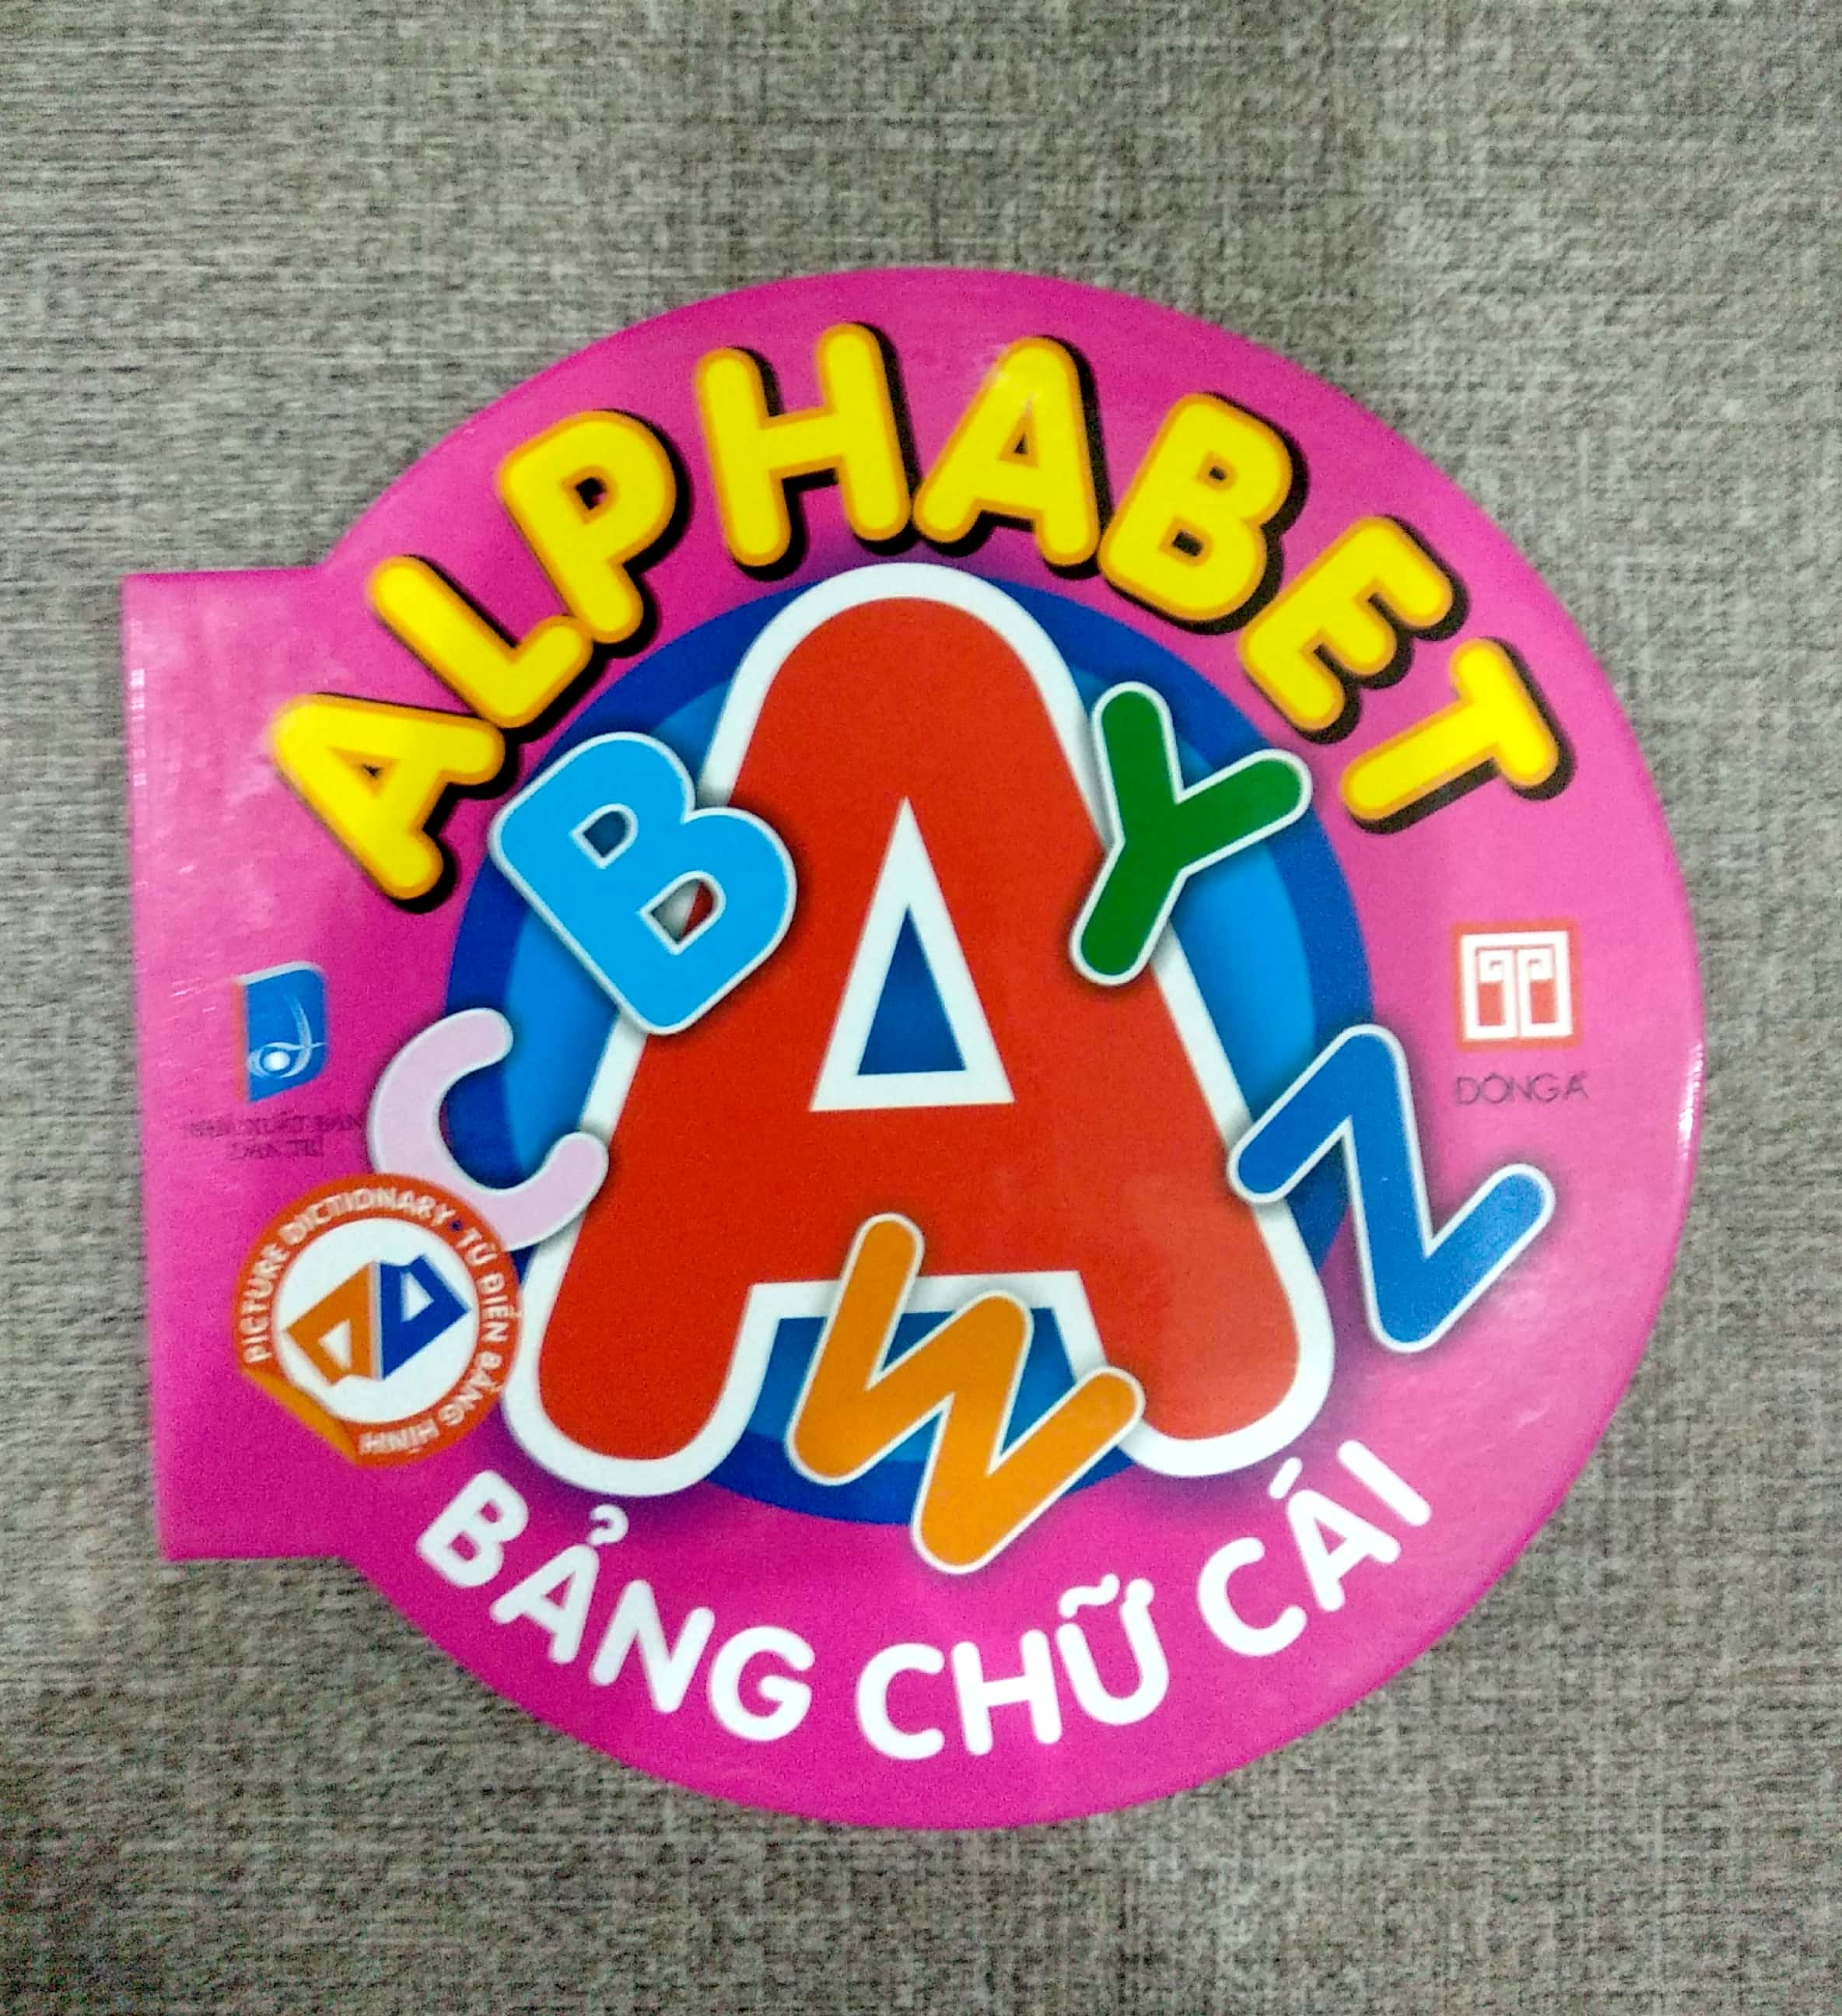 ALPHABET
B
A
Y
C
Z
W
ĐÔNG A
PICTURE DICTIONARY • TỪ ĐIỂN BẰNG HÌNH
BẢNG CHỮ CÁI